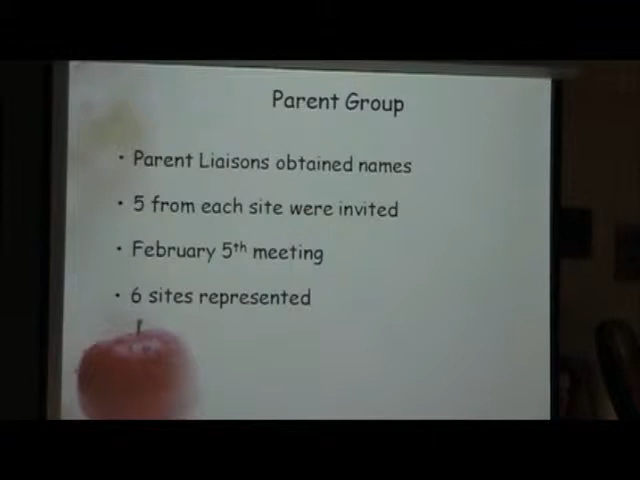 Parent Group
• Parent Liaisons obtained names
• 5 from each site were invited
• February 5th meeting
• 6 sites represented